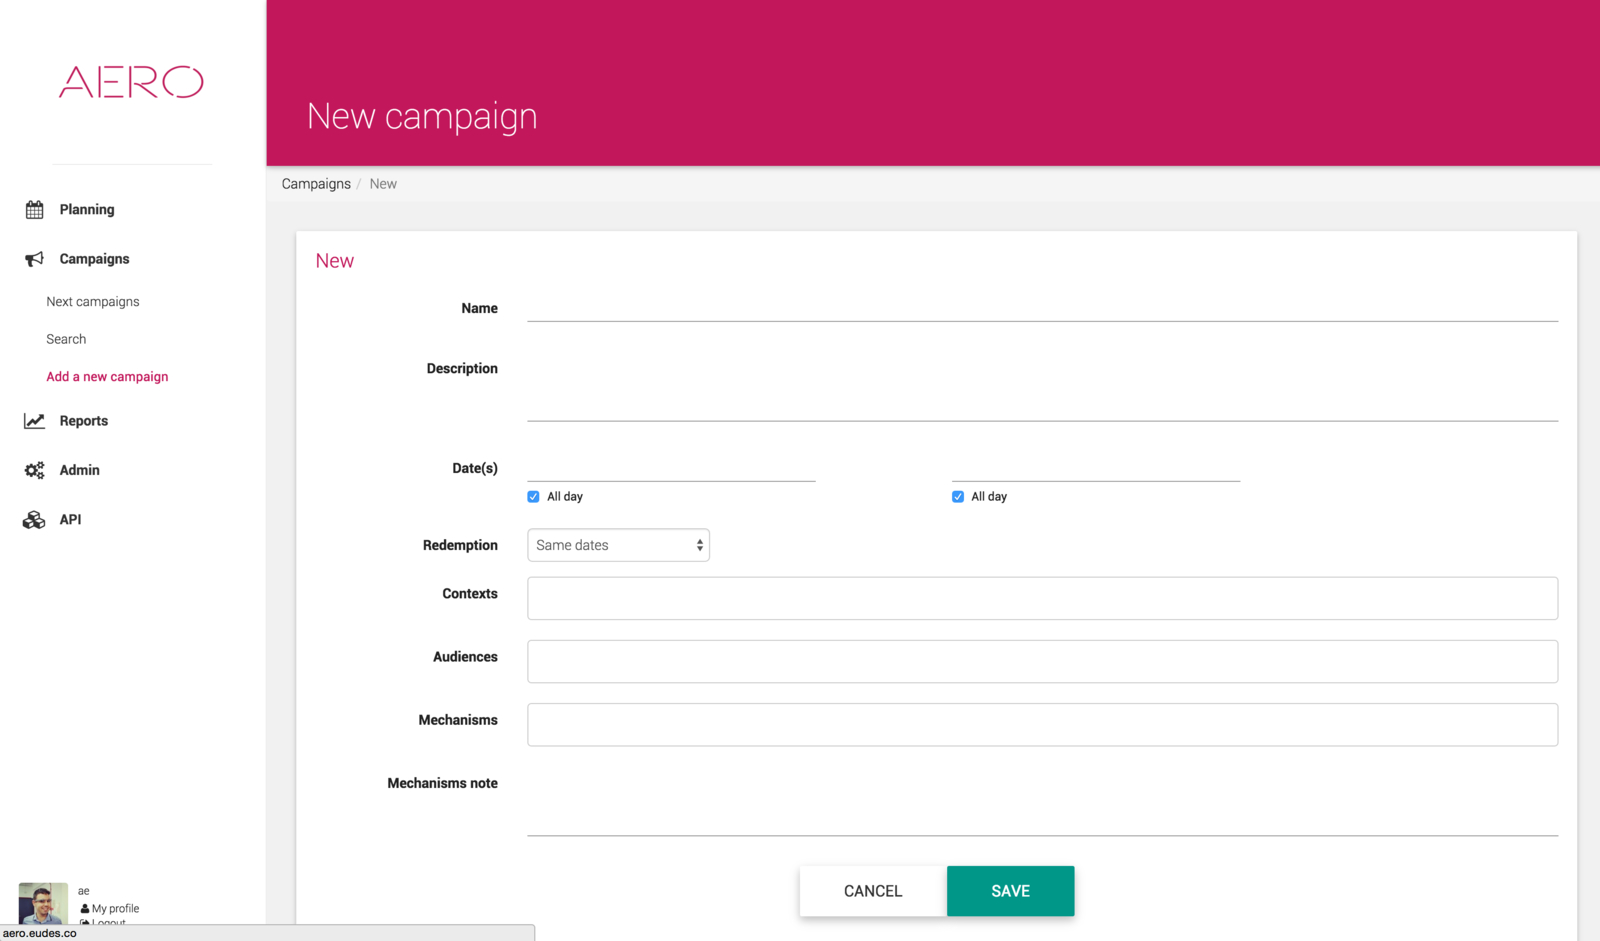 AERO
New campaign
Campaigns / New
Planning
Campaigns
Next campaigns
Search
Add a new campaign
Reports
Admin
API
New
Name
Description
Date(s)
All day
All day
Redemption
Same dates
Contexts
Audiences
Mechanisms
Mechanisms note
CANCEL
SAVE
ae
My profile
Logout
aero.eudes.co